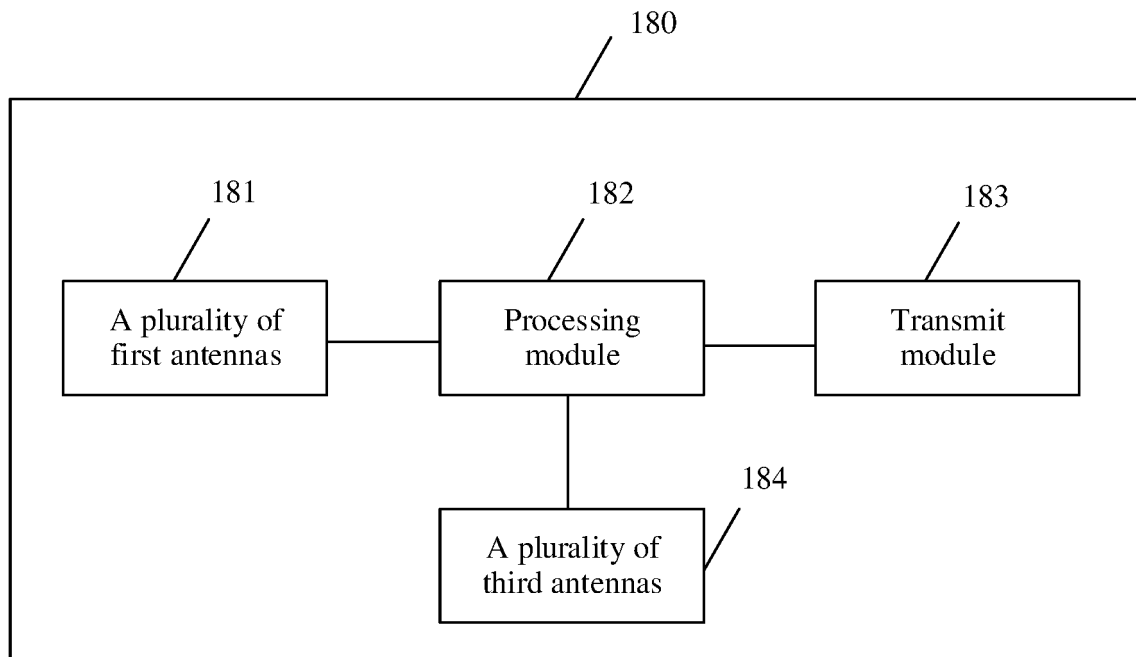 180
181
182
183
A plurality of
first antennas
Processing
module
Transmit
module
184
A plurality of
third antennas